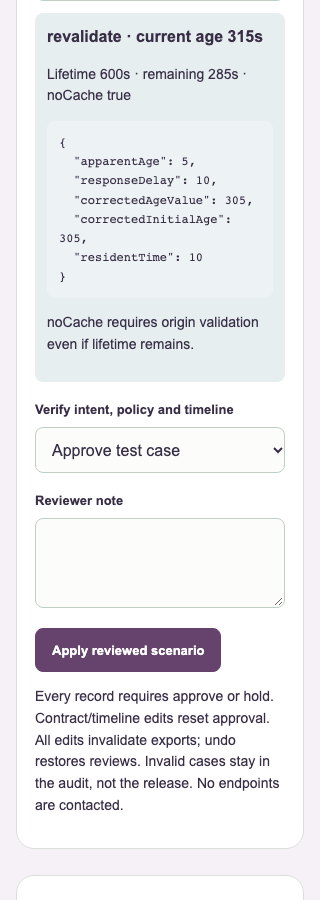 revalidate · current age 315s
Lifetime 600s · remaining 285s ·
noCache true
{
  "apparentAge": 5,
  "responseDelay": 10,
  "correctedAgeValue": 305,
  "correctedInitialAge":
305,
  "residentTime": 10
}
noCache requires origin validation
even if lifetime remains.
Verify intent, policy and timeline
Approve test case
Reviewer note
Apply reviewed scenario
Every record requires approve or hold.
Contract/timeline edits reset approval.
All edits invalidate exports; undo
restores reviews. Invalid cases stay in
the audit, not the release. No endpoints
are contacted.